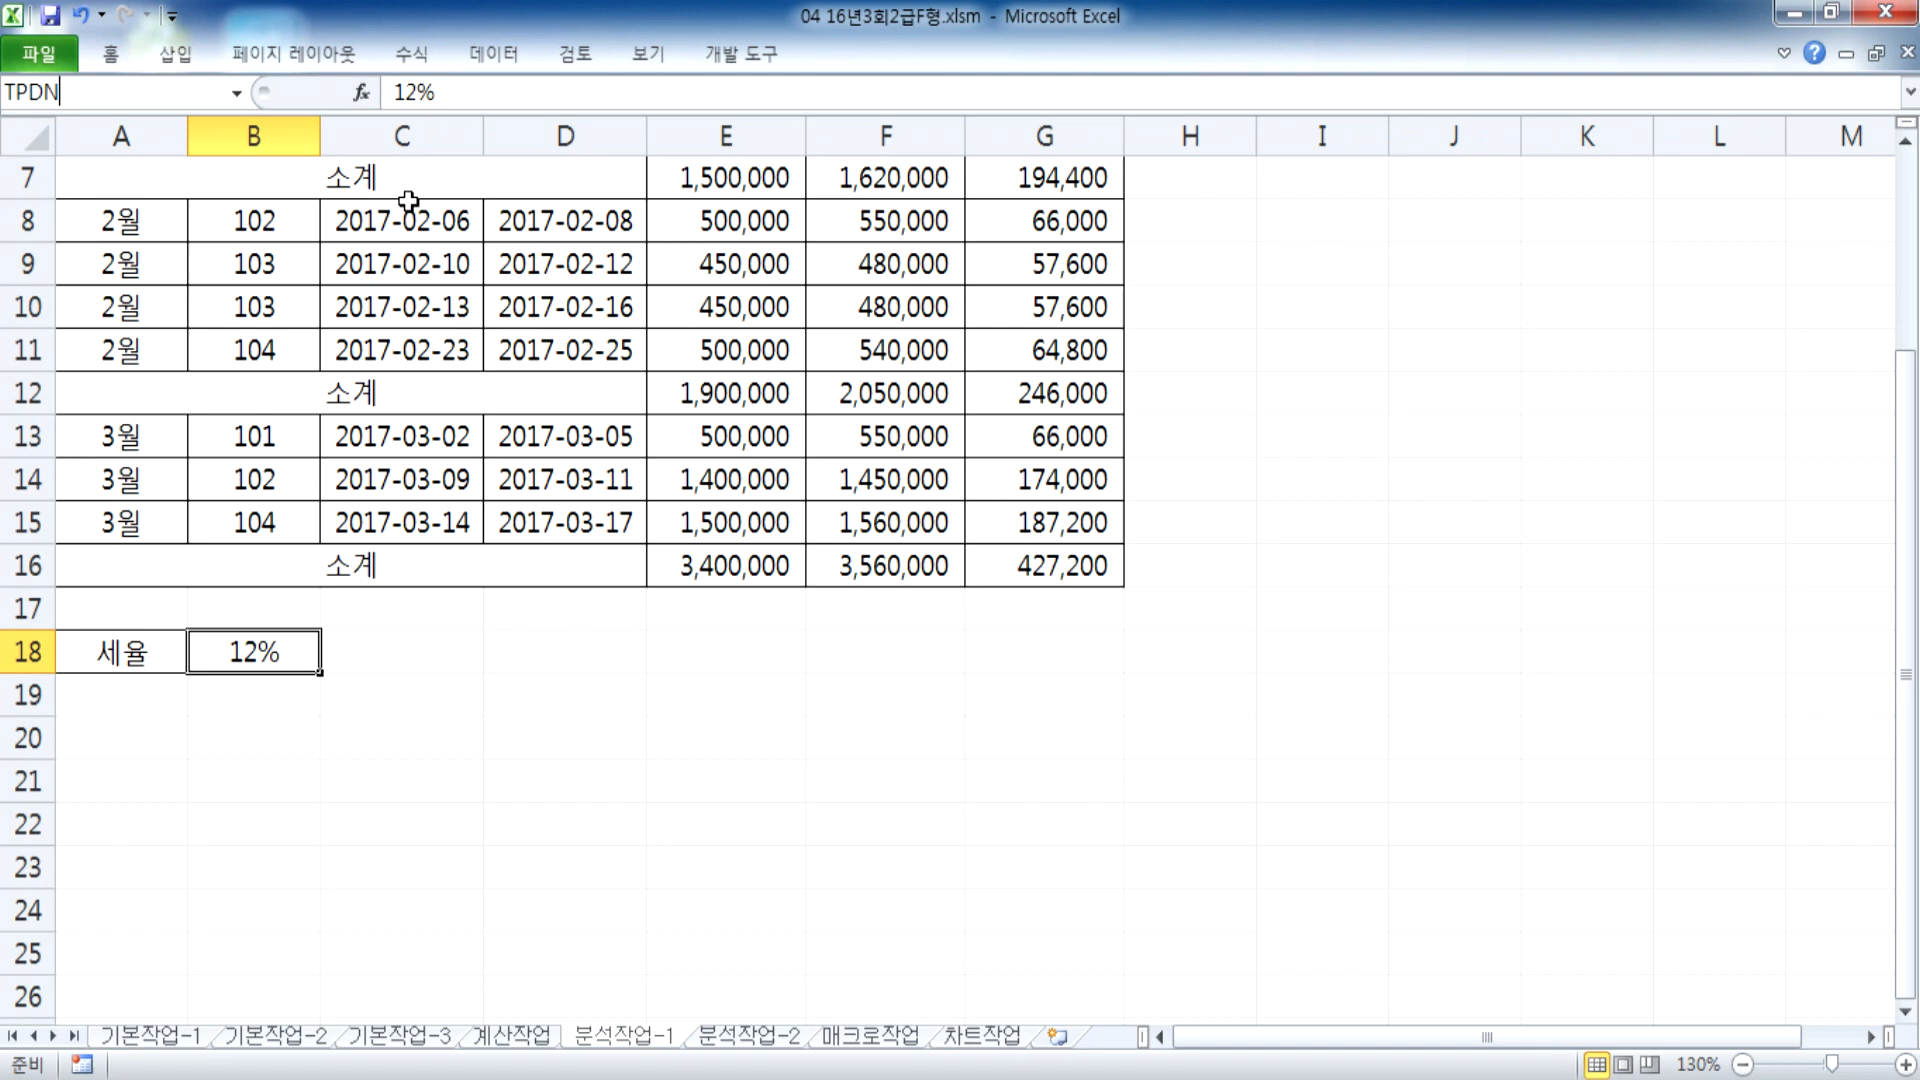 04 16년3회2급F형.xlsm - Microsoft Excel
파일 홈 삽입 페이지 레이아웃 수식 데이터 검토 보기 개발 도구
TPDN fx 12%
A B C D E F G H I J K L M
7 소계 1,500,000 1,620,000 194,400
8 2월 102 2017-02-06 2017-02-08 500,000 550,000 66,000
9 2월 103 2017-02-10 2017-02-12 450,000 480,000 57,600
10 2월 103 2017-02-13 2017-02-16 450,000 480,000 57,600
11 2월 104 2017-02-23 2017-02-25 500,000 540,000 64,800
12 소계 1,900,000 2,050,000 246,000
13 3월 101 2017-03-02 2017-03-05 500,000 550,000 66,000
14 3월 102 2017-03-09 2017-03-11 1,400,000 1,450,000 174,000
15 3월 104 2017-03-14 2017-03-17 1,500,000 1,560,000 187,200
16 소계 3,400,000 3,560,000 427,200
17
18 세율 12%
19
20
21
22
23
24
25
26
기본작업-1 기본작업-2 기본작업-3 계산작업 분석작업-1 분석작업-2 매크로작업 차트작업
준비 130%